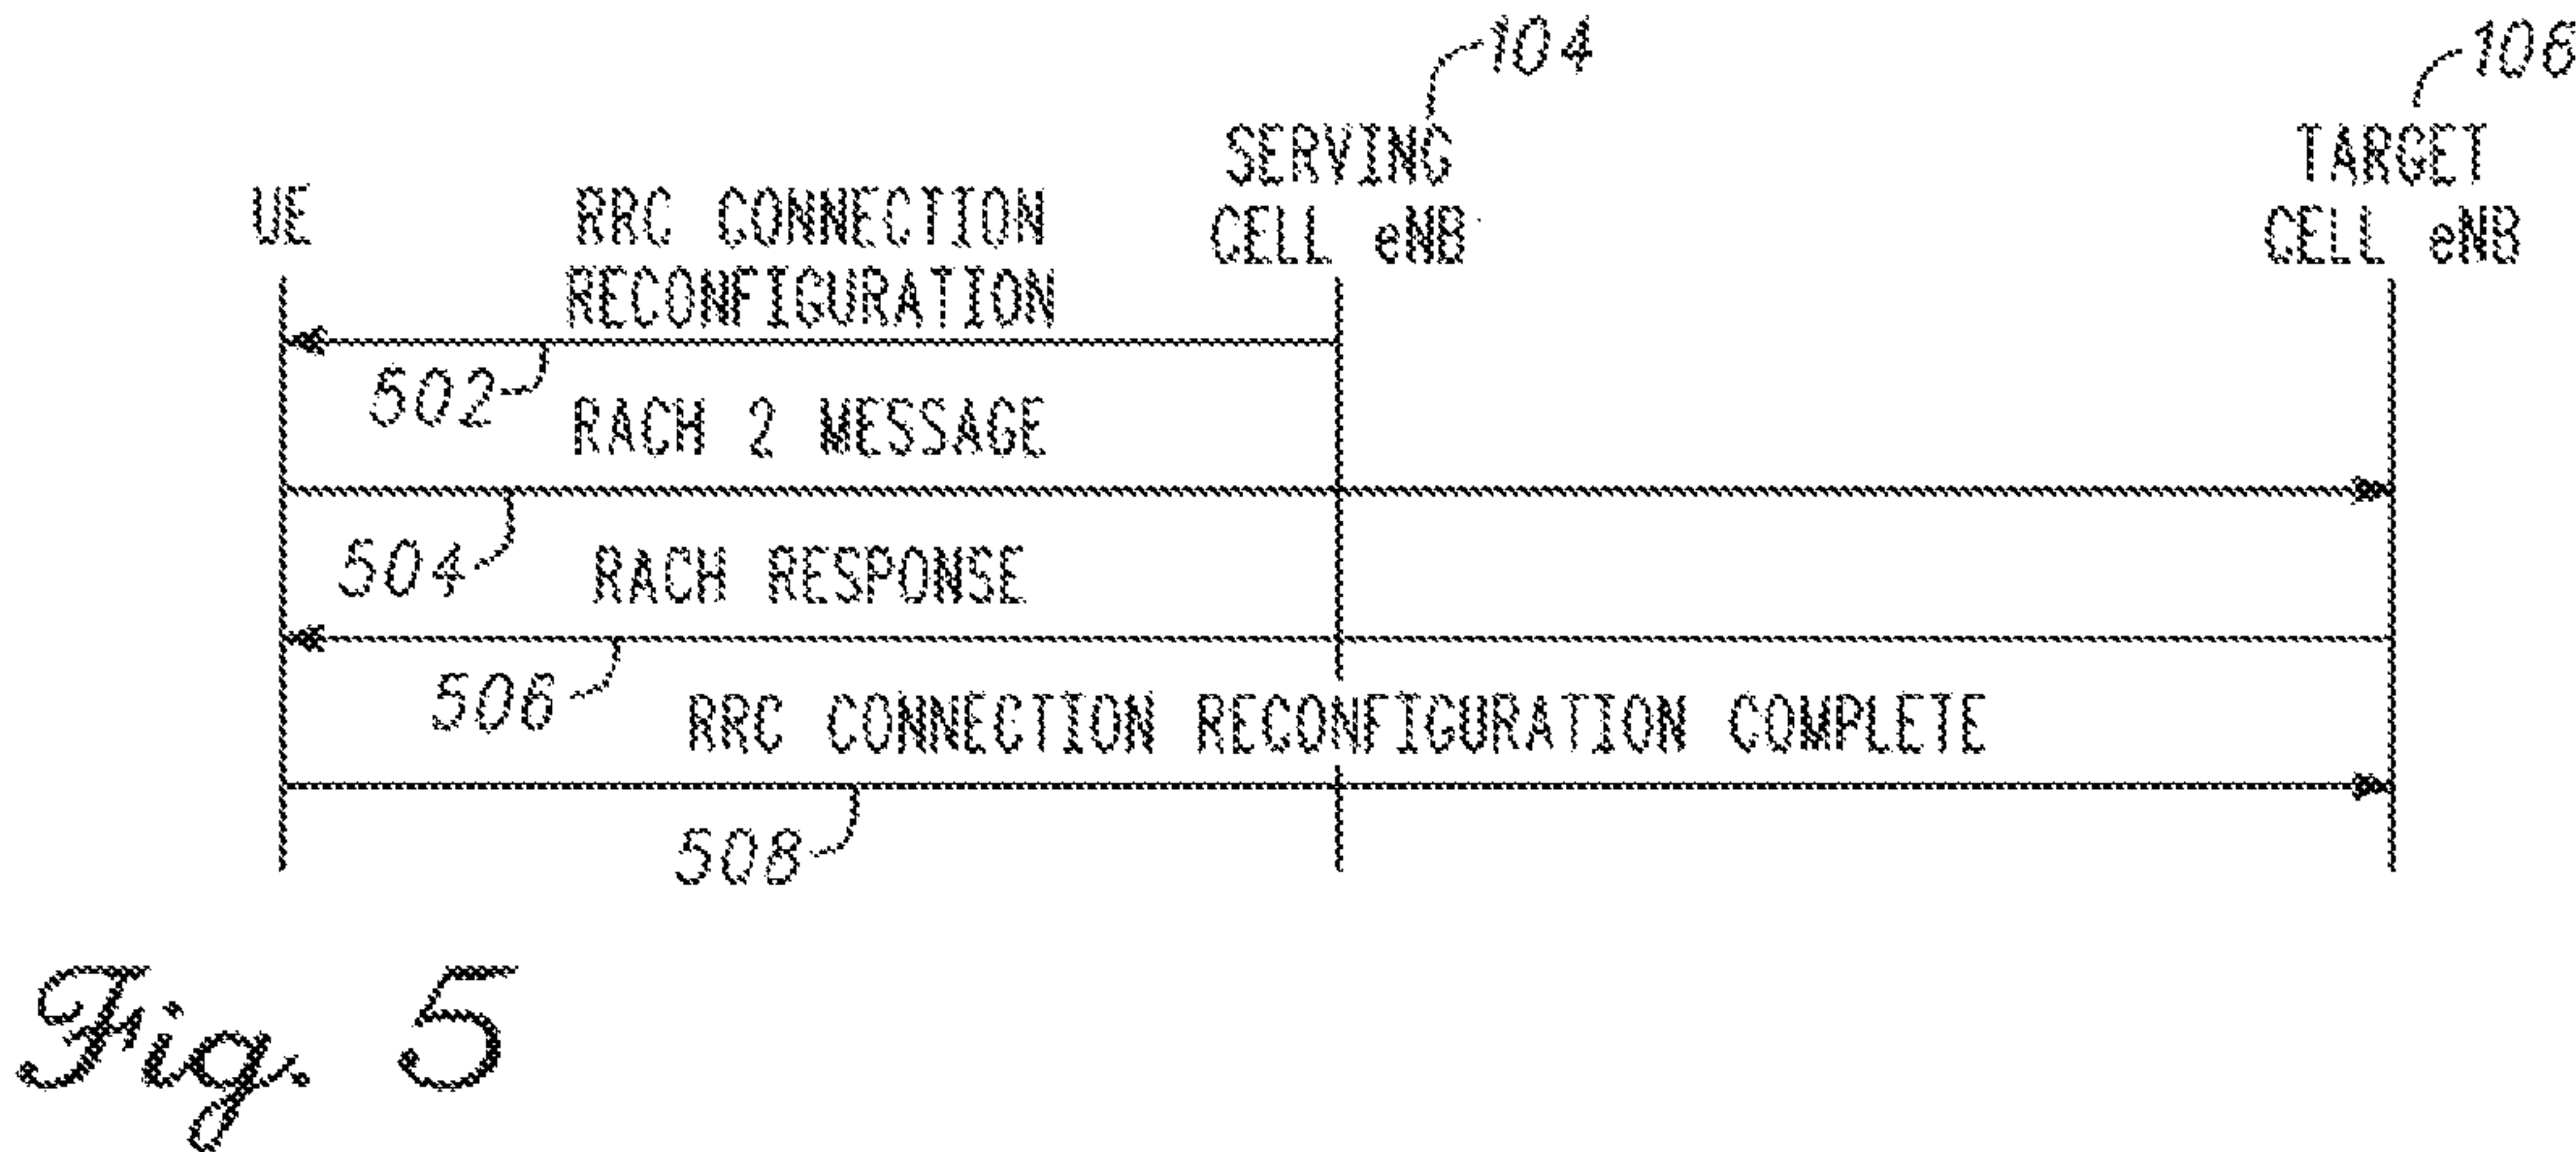 104
106
SERVING
CELL eNB
TARGET
CELL eNB
UE
RRC CONNECTION
RECONFIGURATION
502
RACH 2 MESSAGE
504
RACH RESPONSE
506
RRC CONNECTION RECONFIGURATION COMPLETE
508
Fig. 5